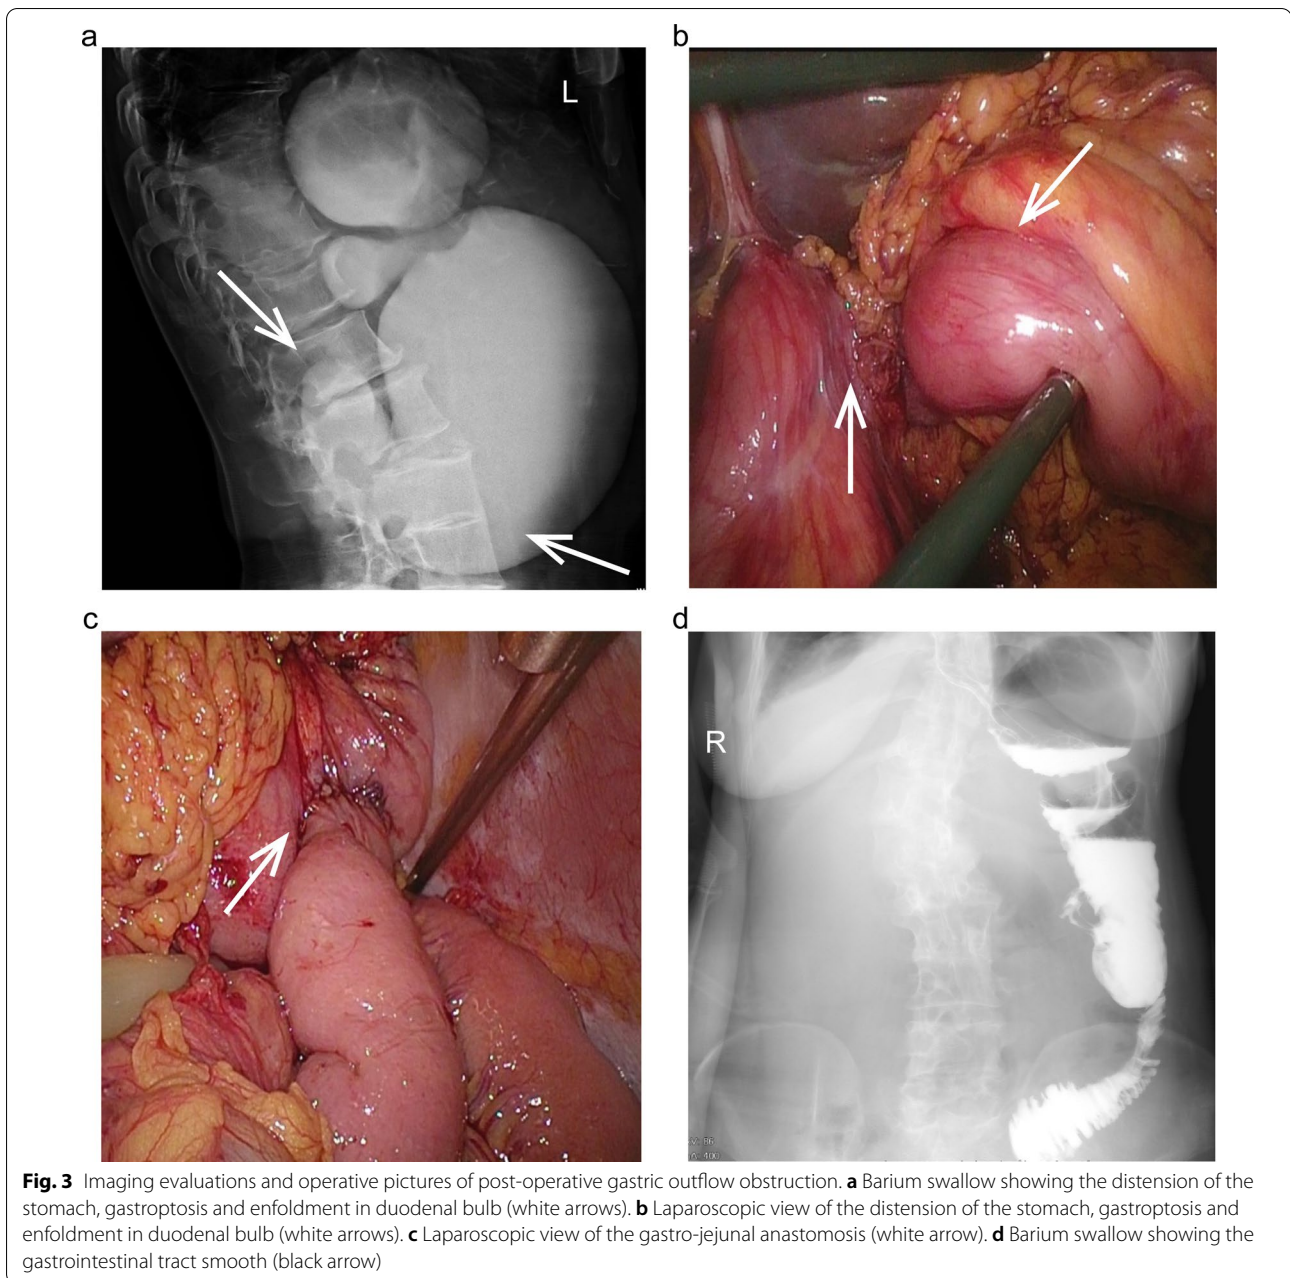 a
b
L
c
d
R
Fig. 3 Imaging evaluations and operative pictures of post-operative gastric outflow obstruction. a Barium swallow showing the distension of the
stomach, gastroptosis and enfoldment in duodenal bulb (white arrows). b Laparoscopic view of the distension of the stomach, gastroptosis and
enfoldment in duodenal bulb (white arrows). c Laparoscopic view of the gastro-jejunal anastomosis (white arrow). d Barium swallow showing the
gastrointestinal tract smooth (black arrow)